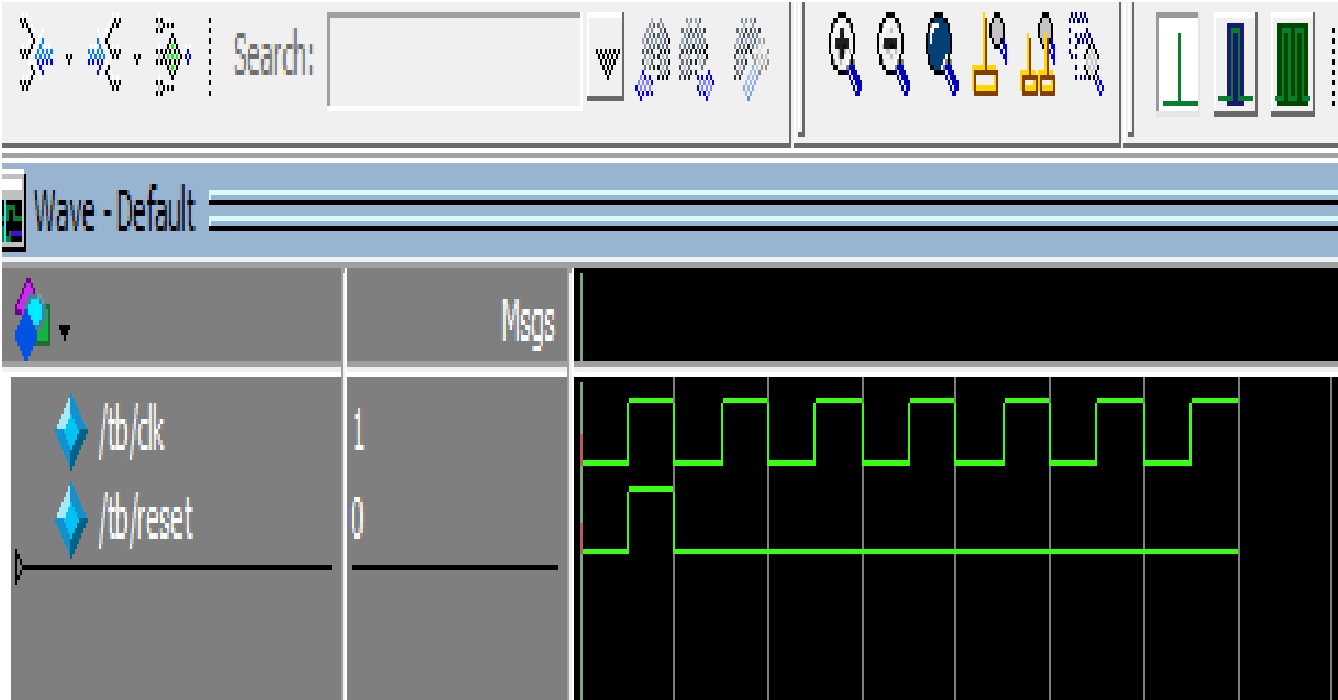 Search:
Wave - Default
Msgs
/tb/clk 1
/tb/reset 0